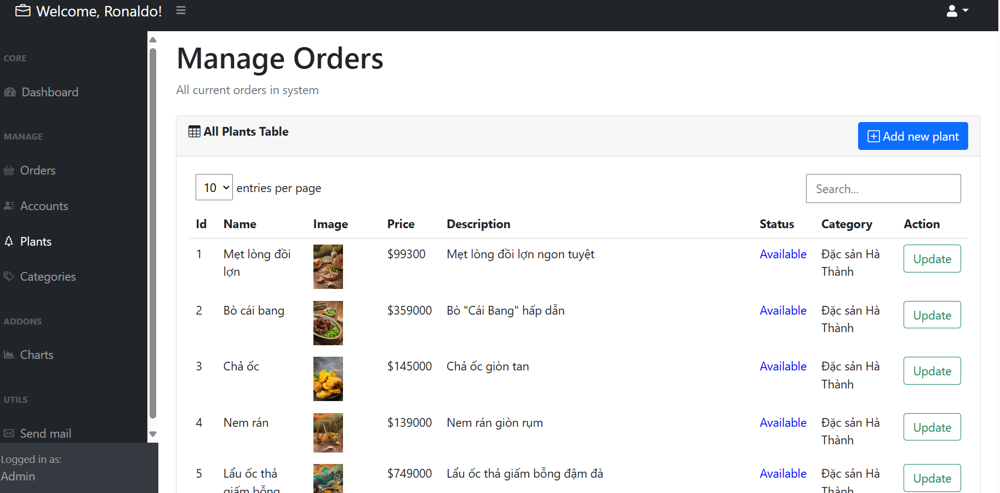 Welcome, Ronaldo!
CORE
Dashboard
MANAGE
Orders
Accounts
Plants
Categories
ADDONS
Charts
UTILS
Send mail
Logged in as:
Admin
Manage Orders
All current orders in system
All Plants Table
Add new plant
10 entries per page
Search...
Id Name Image Price Description Status Category Action
1 Mẹt lòng đồi $99300 Mẹt lòng đồi lợn ngon tuyệt Available Đặc sản Hà Update
lợn Thành
2 Bò cái bang $359000 Bò "Cái Bang" hấp dẫn Available Đặc sản Hà Update
Thành
3 Chả ốc $145000 Chả ốc giòn tan Available Đặc sản Hà Update
Thành
4 Nem rán $139000 Nem rán giòn rụm Available Đặc sản Hà Update
Thành
5 Lẩu ốc thả $749000 Lẩu ốc thả giấm bỗng đậm đà Available Đặc sản Hà Update
giấm bỗng Thành